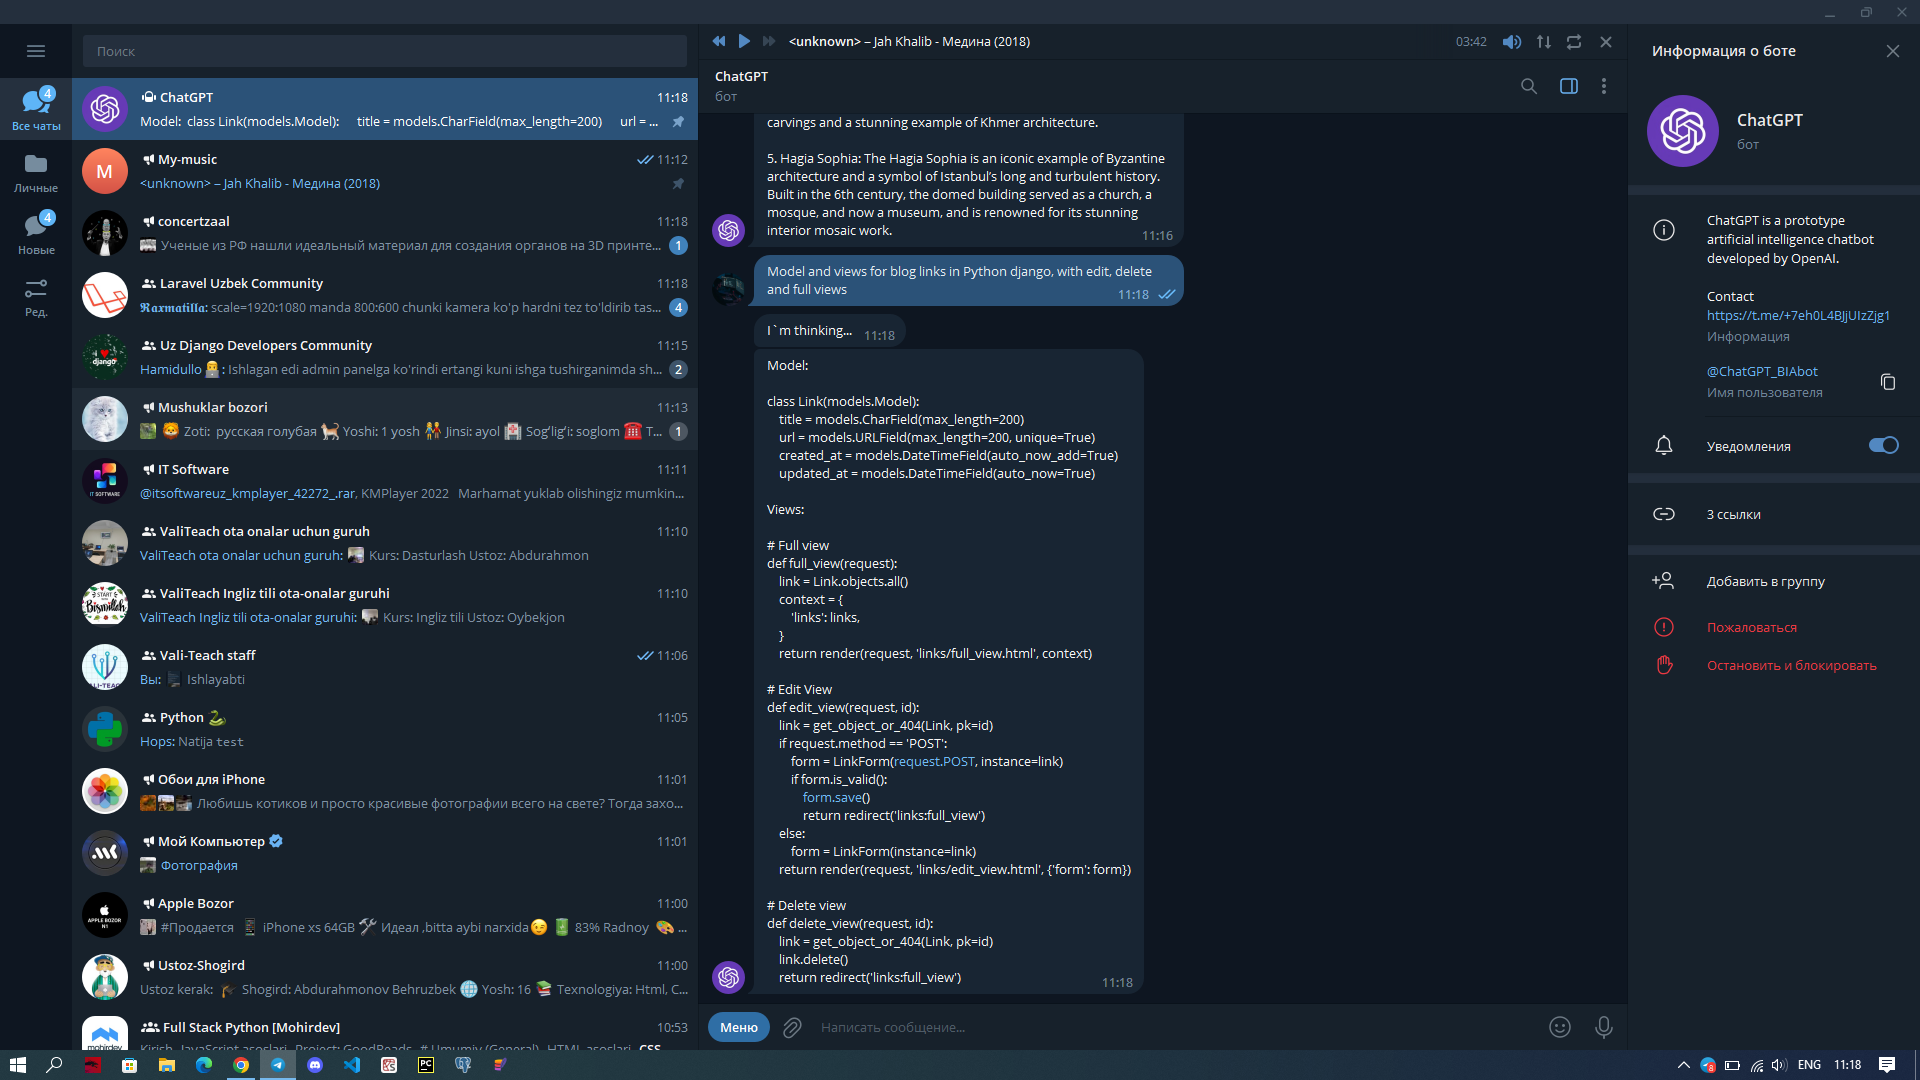 Поиск
<unknown> – Jah Khalib - Медина (2018)
03:42
Информация о боте
4
Все чаты
Личные
4
Новые
Ред.
ChatGPT
11:18
Model: class Link(models.Model): title = models.CharField(max_length=200) url = ...
M
My-music
11:12
<unknown> – Jah Khalib - Медина (2018)
concertzaal
11:18
Ученые из РФ нашли идеальный материал для создания органов на 3D принте...
1
Laravel Uzbek Community
11:18
𝕽𝖆𝖝𝖒𝖆𝖙𝖎𝖑𝖑𝖆: scale=1920:1080 manda 800:600 chunki kamera ko'p hardni tez to'ldirib tas...
4
django
Uz Django Developers Community
11:15
Hamidullo 👨‍💻: Ishlagan edi admin panelga ko'rindi ertangi kuni ishga tushirganimda sh...
2
Mushuklar bozori
11:13
🦁 Zoti: русская голубая 🐈 Yoshi: 1 yosh 👫 Jinsi: ayol 🏥 Sog'lig'i: soglom ☎️ T...
1
IT SOFTWARE
IT Software
11:11
@itsoftwareuz_kmplayer_42272_.rar, KMPlayer 2022 Marhamat yuklab olishingiz mumkin...
ValiTeach ota onalar uchun guruh
11:10
ValiTeach ota onalar uchun guruh: Kurs: Dasturlash Ustoz: Abdurahmon
START
Bismillah
ValiTeach Ingliz tili ota-onalar guruhi
11:10
ValiTeach Ingliz tili ota-onalar guruhi: Kurs: Ingliz tili Ustoz: Oybekjon
ALI-TEAC
Vali-Teach staff
11:06
Вы: Ishlayabti
Python 🐍
11:05
Hops: Natija test
Обои для iPhone
11:01
Любишь котиков и просто красивые фотографии всего на свете? Тогда захо...
Мой Компьютер
11:01
Фотография
APPLE BOZOR
N1
Apple Bozor
11:00
#Продается 📱 iPhone xs 64GB 🛠 Идеал ,bitta aybi narxida😉 🔋 83% Radnoy 🎨 ...
Ustoz-Shogird
11:00
Ustoz kerak: 🎓 Shogird: Abdurahmonov Behruzbek 🌐 Yosh: 16 📚 Texnologiya: Html, C...
mohirdev
Full Stack Python [Mohirdev]
10:53
Kirish, JavaScript asoslari, Project: GoodReads, # Umumiy (General), HTML asoslari, CSS
ChatGPT
бот
carvings and a stunning example of Khmer architecture.
5. Hagia Sophia: The Hagia Sophia is an iconic example of Byzantine
architecture and a symbol of Istanbul's long and turbulent history.
Built in the 6th century, the domed building served as a church, a
mosque, and now a museum, and is renowned for its stunning
interior mosaic work.
11:16
Model and views for blog links in Python django, with edit, delete
and full views
11:18
I`m thinking...
11:18
Model:
class Link(models.Model):
title = models.CharField(max_length=200)
url = models.URLField(max_length=200, unique=True)
created_at = models.DateTimeField(auto_now_add=True)
updated_at = models.DateTimeField(auto_now=True)
Views:
# Full view
def full_view(request):
link = Link.objects.all()
context = {
'links': links,
}
return render(request, 'links/full_view.html', context)
# Edit View
def edit_view(request, id):
link = get_object_or_404(Link, pk=id)
if request.method == 'POST':
form = LinkForm(request.POST, instance=link)
if form.is_valid():
form.save()
return redirect('links:full_view')
else:
form = LinkForm(instance=link)
return render(request, 'links/edit_view.html', {'form': form})
# Delete view
def delete_view(request, id):
link = get_object_or_404(Link, pk=id)
link.delete()
return redirect('links:full_view')
11:18
Меню
Написать сообщение...
ChatGPT
бот
ChatGPT is a prototype
artificial intelligence chatbot
developed by OpenAI.
Contact
https://t.me/+7eh0L4BJjUIzZjg1
Информация
@ChatGPT_BIAbot
Имя пользователя
Уведомления
3 ссылки
Добавить в группу
Пожаловаться
Остановить и блокировать
PC
8
ENG
11:18